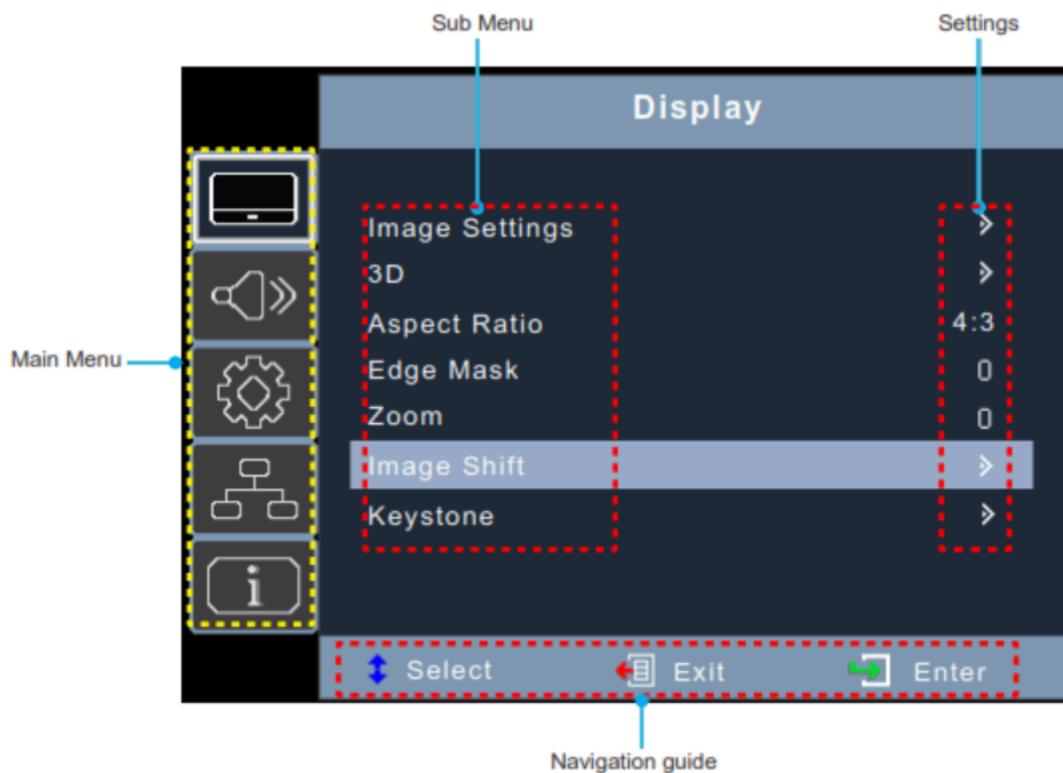 Sub Menu Settings
Display
Image Settings
3D
Aspect Ratio 4:3
Edge Mask 0
Zoom 0
Main Menu
Image Shift
Keystone
i
Select Exit Enter
Navigation guide